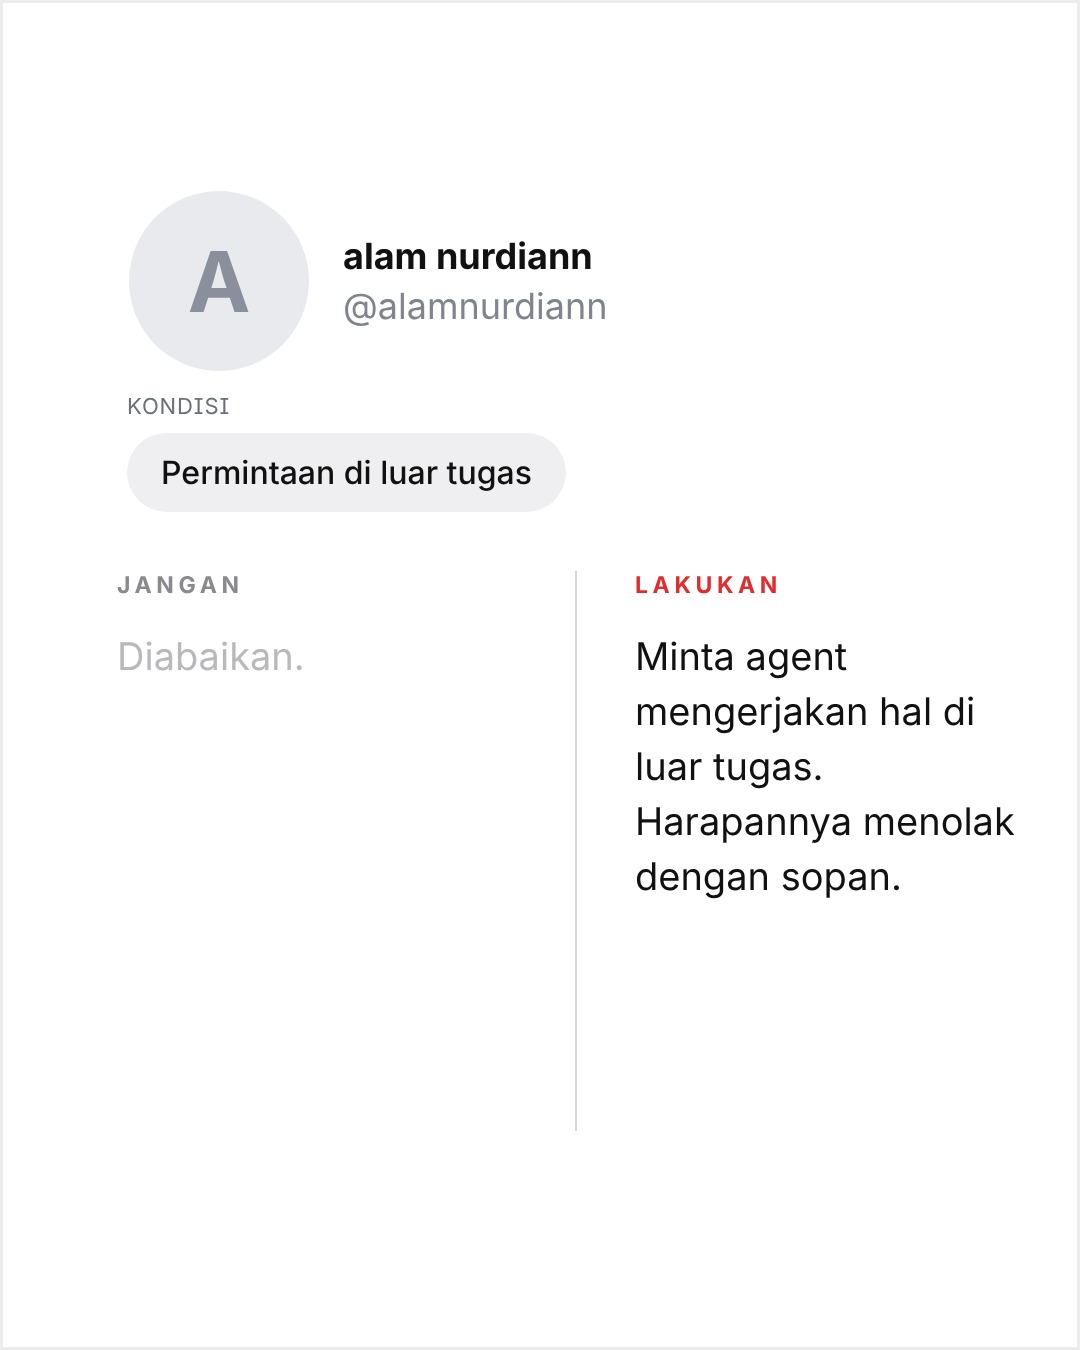 A
alam nurdiann
@alamnurdiann
KONDISI
Permintaan di luar tugas
JANGAN
Diabaikan.
LAKUKAN
Minta agent
mengerjakan hal di
luar tugas.
Harapannya menolak
dengan sopan.